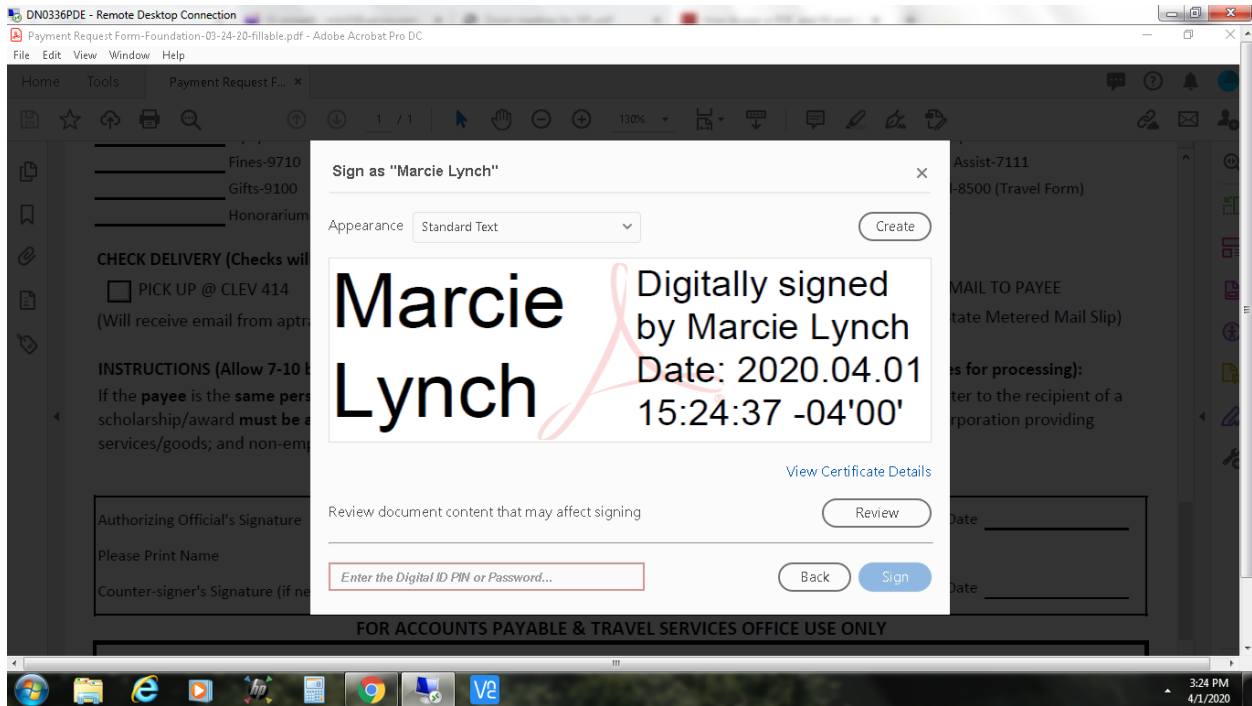 DN0336PDE - Remote Desktop Connection
Payment Request Form-Foundation-03-24-20-fillable.pdf - Adobe Acrobat Pro DC
File Edit View Window Help
Home Tools Payment Request F... ×
1 / 1 130%
Fines-9710 Assist-7111
Gifts-9100 -8500 (Travel Form)
Honorarium
CHECK DELIVERY (Checks wil
PICK UP @ CLEV 414 MAIL TO PAYEE
(Will receive email from aptr tate Metered Mail Slip)
INSTRUCTIONS (Allow 7-10 b es for processing):
If the payee is the same pers ter to the recipient of a
scholarship/award must be a rporation providing
services/goods; and non-emp
Sign as "Marcie Lynch"
Appearance Standard Text Create
Marcie
Lynch
Digitally signed
by Marcie Lynch
Date: 2020.04.01
15:24:37 -04'00'
View Certificate Details
Review document content that may affect signing Review
Enter the Digital ID PIN or Password... Back Sign
Authorizing Official's Signature Date
Please Print Name
Counter-signer's Signature (if ne Date
FOR ACCOUNTS PAYABLE & TRAVEL SERVICES OFFICE USE ONLY
hp
V2
3:24 PM
4/1/2020